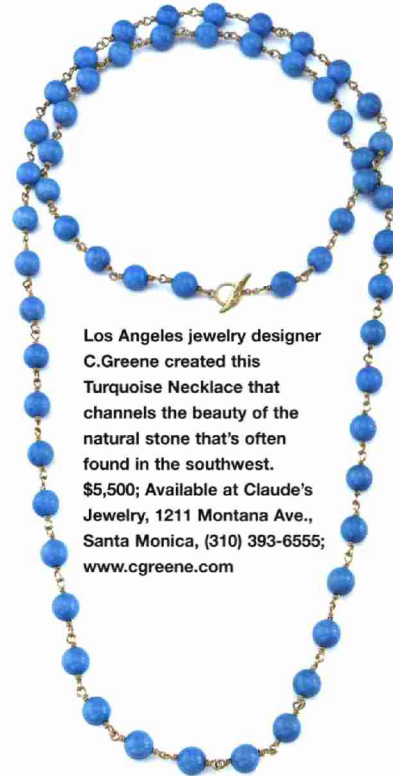 Los Angeles jewelry designer
C.Greene created this
Turquoise Necklace that
channels the beauty of the
natural stone that's often
found in the southwest.
$5,500; Available at Claude's
Jewelry, 1211 Montana Ave.,
Santa Monica, (310) 393-6555;
www.cgreene.com